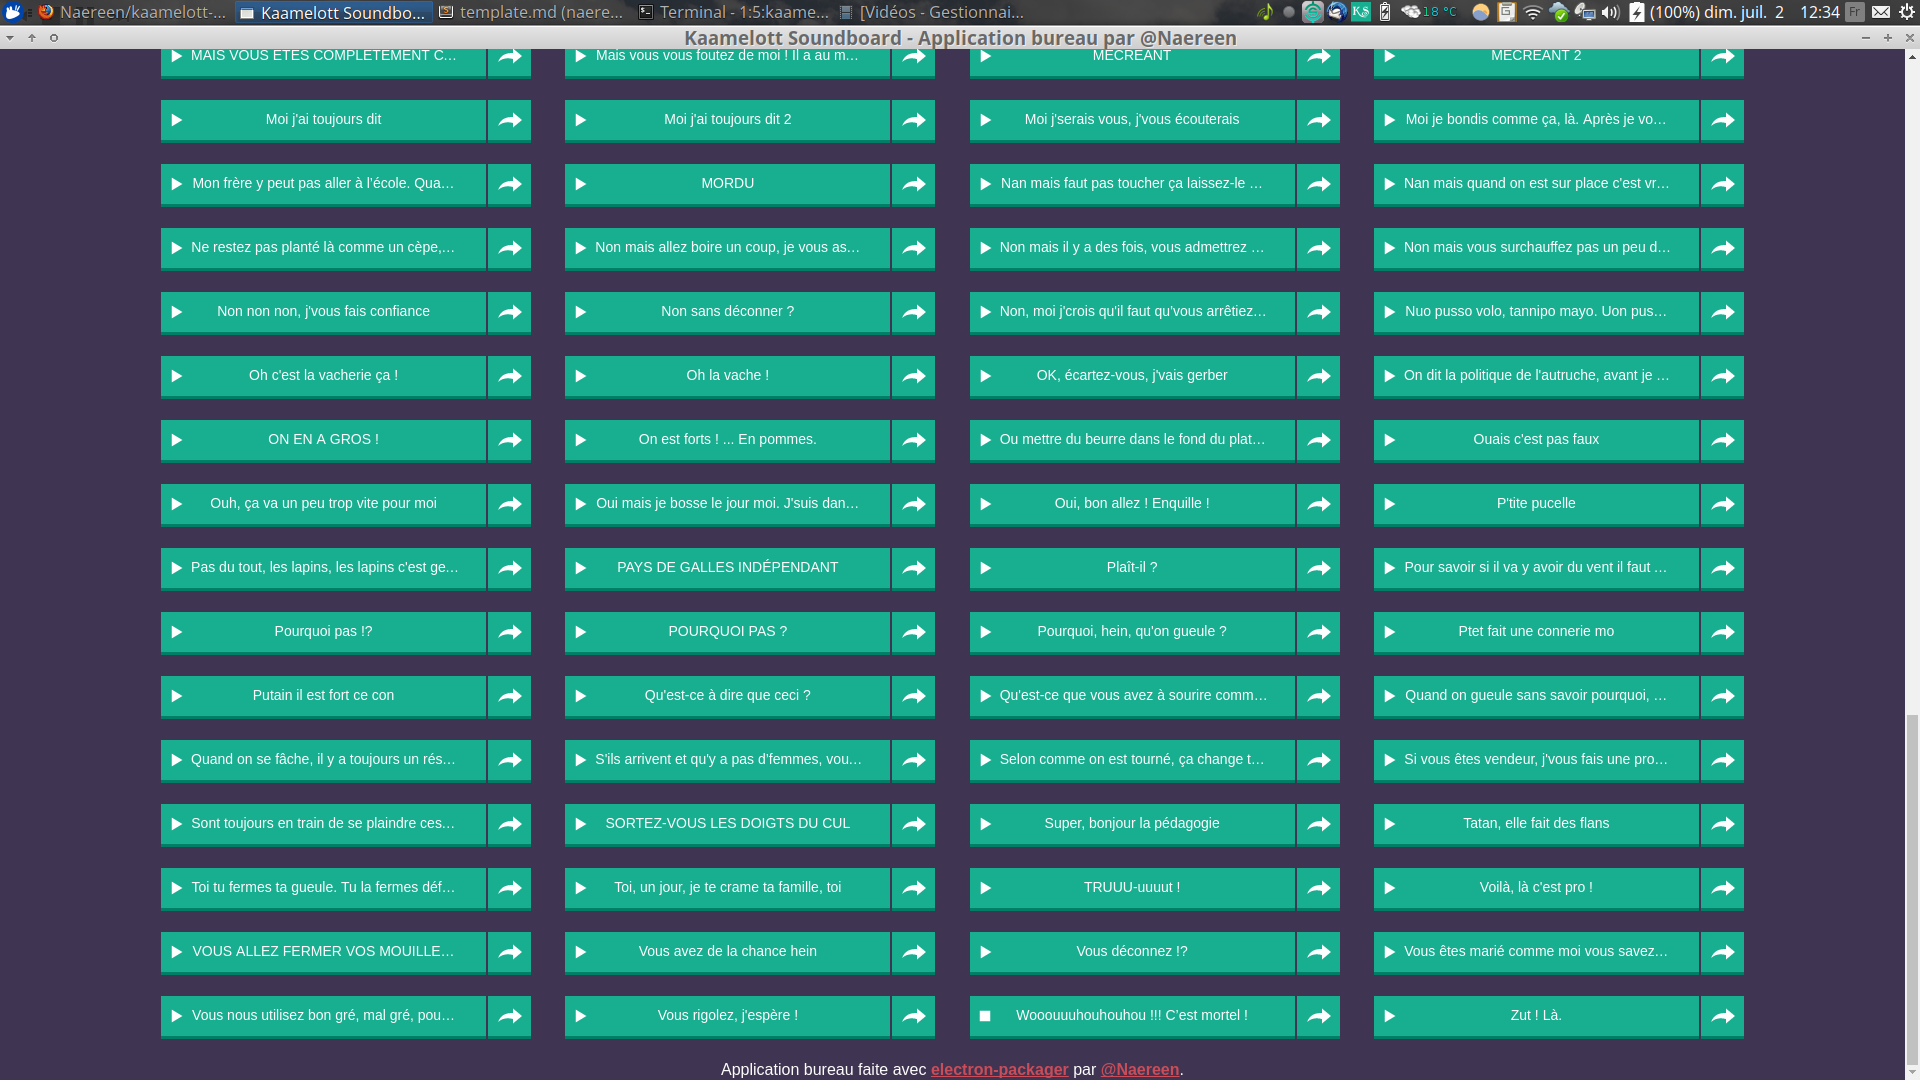 Naereen/kaamelott-... Kaamelott Soundbo... template.md (naere... Terminal - 1:5:kaame... [Vidéos - Gestionnai... 18 °C (100%) dim. juil. 2 12:34 Fr
Kaamelott Soundboard - Application bureau par @Naereen
MAIS VOUS ETES COMPLETEMENT C… Mais vous vous foutez de moi ! Il a au m… MECREANT MECREANT 2
Moi j'ai toujours dit Moi j'ai toujours dit 2 Moi j'serais vous, j'vous écouterais Moi je bondis comme ça, là. Après je vo…
Mon frère y peut pas aller à l'école. Qua… MORDU Nan mais faut pas toucher ça laissez-le … Nan mais quand on est sur place c'est vr…
Ne restez pas planté là comme un cèpe,… Non mais allez boire un coup, je vous as… Non mais il y a des fois, vous admettrez … Non mais vous surchauffez pas un peu d…
Non non non, j'vous fais confiance Non sans déconner ? Non, moi j'crois qu'il faut qu'vous arrêtiez… Nuo pusso volo, tannipo mayo. Uon pus…
Oh c'est la vacherie ça ! Oh la vache ! OK, écartez-vous, j'vais gerber On dit la politique de l'autruche, avant je …
ON EN A GROS ! On est forts ! ... En pommes. Ou mettre du beurre dans le fond du plat… Ouais c'est pas faux
Ouh, ça va un peu trop vite pour moi Oui mais je bosse le jour moi. J'suis dan… Oui, bon allez ! Enquille ! P'tite pucelle
Pas du tout, les lapins, les lapins c'est ge… PAYS DE GALLES INDÉPENDANT Plaît-il ? Pour savoir si il va y avoir du vent il faut …
Pourquoi pas !? POURQUOI PAS ? Pourquoi, hein, qu'on gueule ? Ptet fait une connerie mo
Putain il est fort ce con Qu'est-ce à dire que ceci ? Qu'est-ce que vous avez à sourire comm… Quand on gueule sans savoir pourquoi, …
Quand on se fâche, il y a toujours un rés… S'ils arrivent et qu'y a pas d'femmes, vou… Selon comme on est tourné, ça change t… Si vous êtes vendeur, j'vous fais une pro…
Sont toujours en train de se plaindre ces… SORTEZ-VOUS LES DOIGTS DU CUL Super, bonjour la pédagogie Tatan, elle fait des flans
Toi tu fermes ta gueule. Tu la fermes déf… Toi, un jour, je te crame ta famille, toi TRUUU-uuuut ! Voilà, là c'est pro !
VOUS ALLEZ FERMER VOS MOUILLE… Vous avez de la chance hein Vous déconnez !? Vous êtes marié comme moi vous savez…
Vous nous utilisez bon gré, mal gré, pou… Vous rigolez, j'espère ! Wooouuuhouhouhou !!! C'est mortel ! Zut ! Là.
Application bureau faite avec electron-packager par @Naereen.